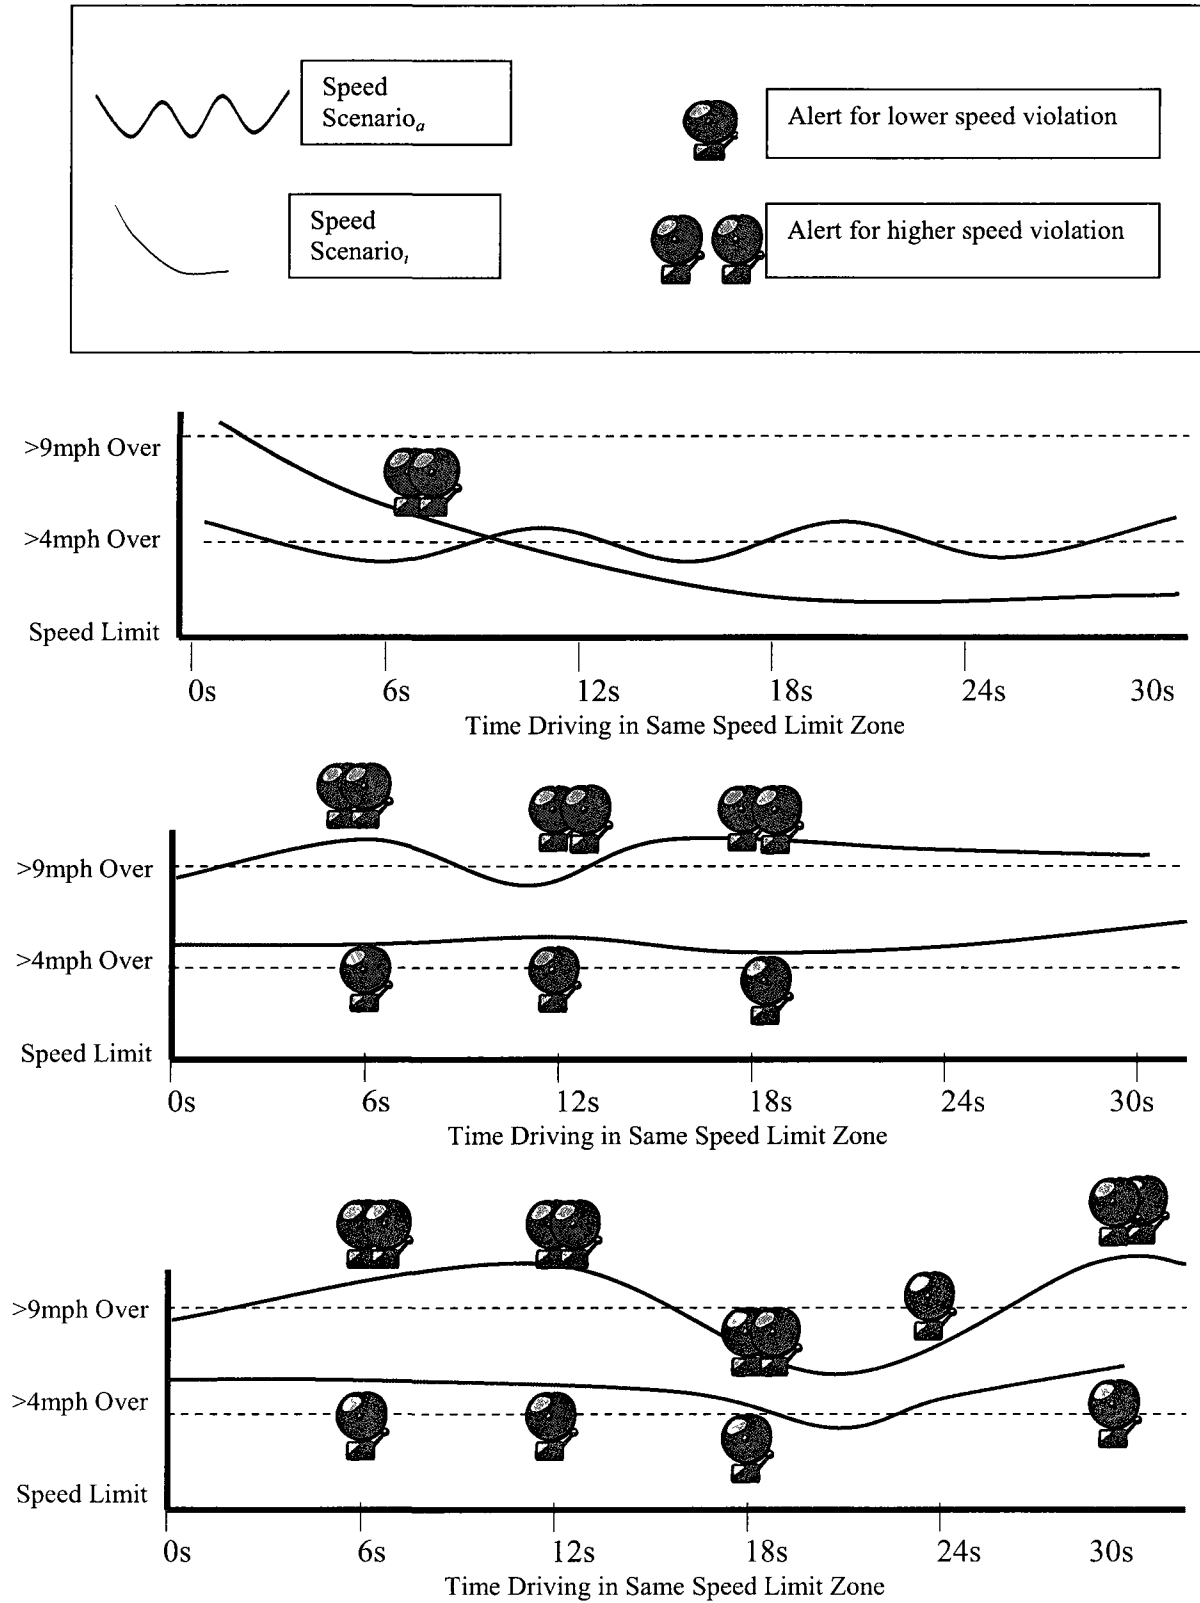 Speed
Scenarioₐ
Alert for lower speed violation
Speed
Scenarioᵢ
Alert for higher speed violation
>9mph Over
>4mph Over
Speed Limit
0s 6s 12s 18s 24s 30s
Time Driving in Same Speed Limit Zone
>9mph Over
>4mph Over
Speed Limit
0s 6s 12s 18s 24s 30s
Time Driving in Same Speed Limit Zone
>9mph Over
>4mph Over
Speed Limit
0s 6s 12s 18s 24s 30s
Time Driving in Same Speed Limit Zone